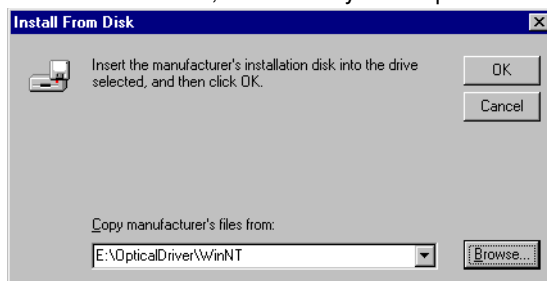 Install From Disk
Insert the manufacturer's installation disk into the drive
selected, and then click OK.
OK
Cancel
Copy manufacturer's files from:
E:\OpticalDriver\WinNT
Browse...